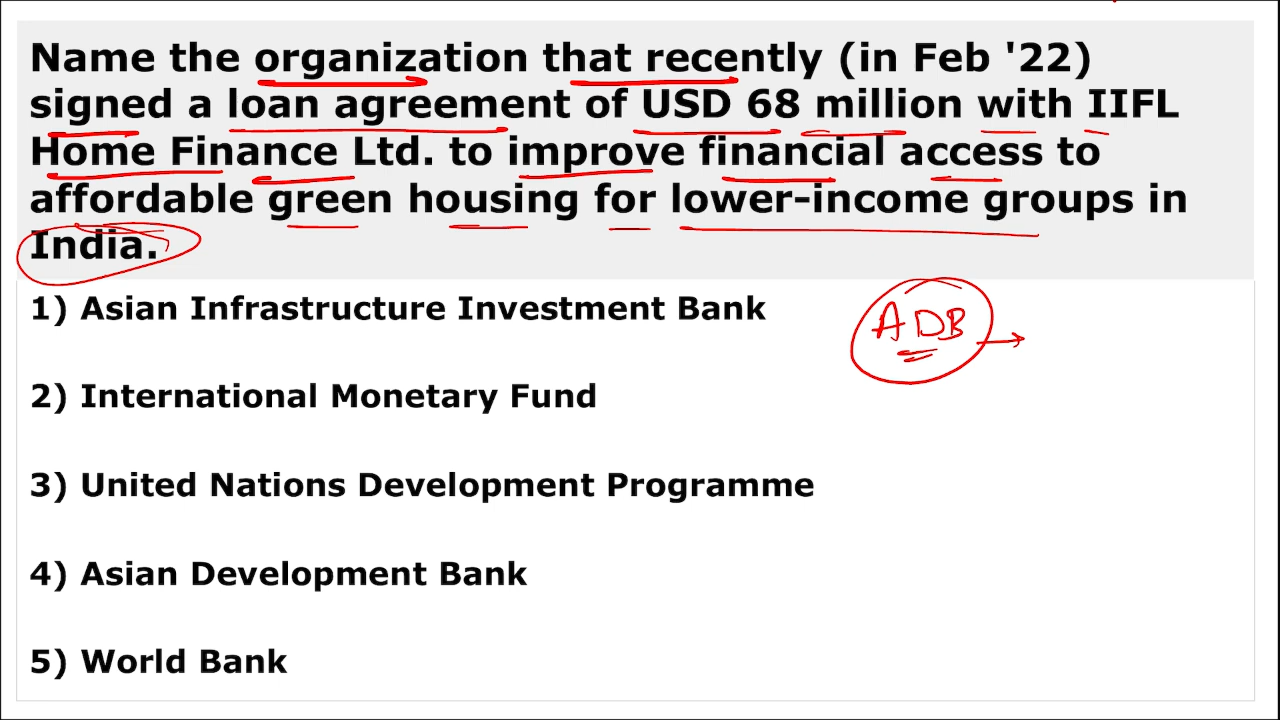 Name the organization that recently (in Feb '22)
signed a loan agreement of USD 68 million with IIFL
Home Finance Ltd. to improve financial access to
affordable green housing for lower-income groups in
India.
1) Asian Infrastructure Investment Bank
ADB
2) International Monetary Fund
3) United Nations Development Programme
4) Asian Development Bank
5) World Bank